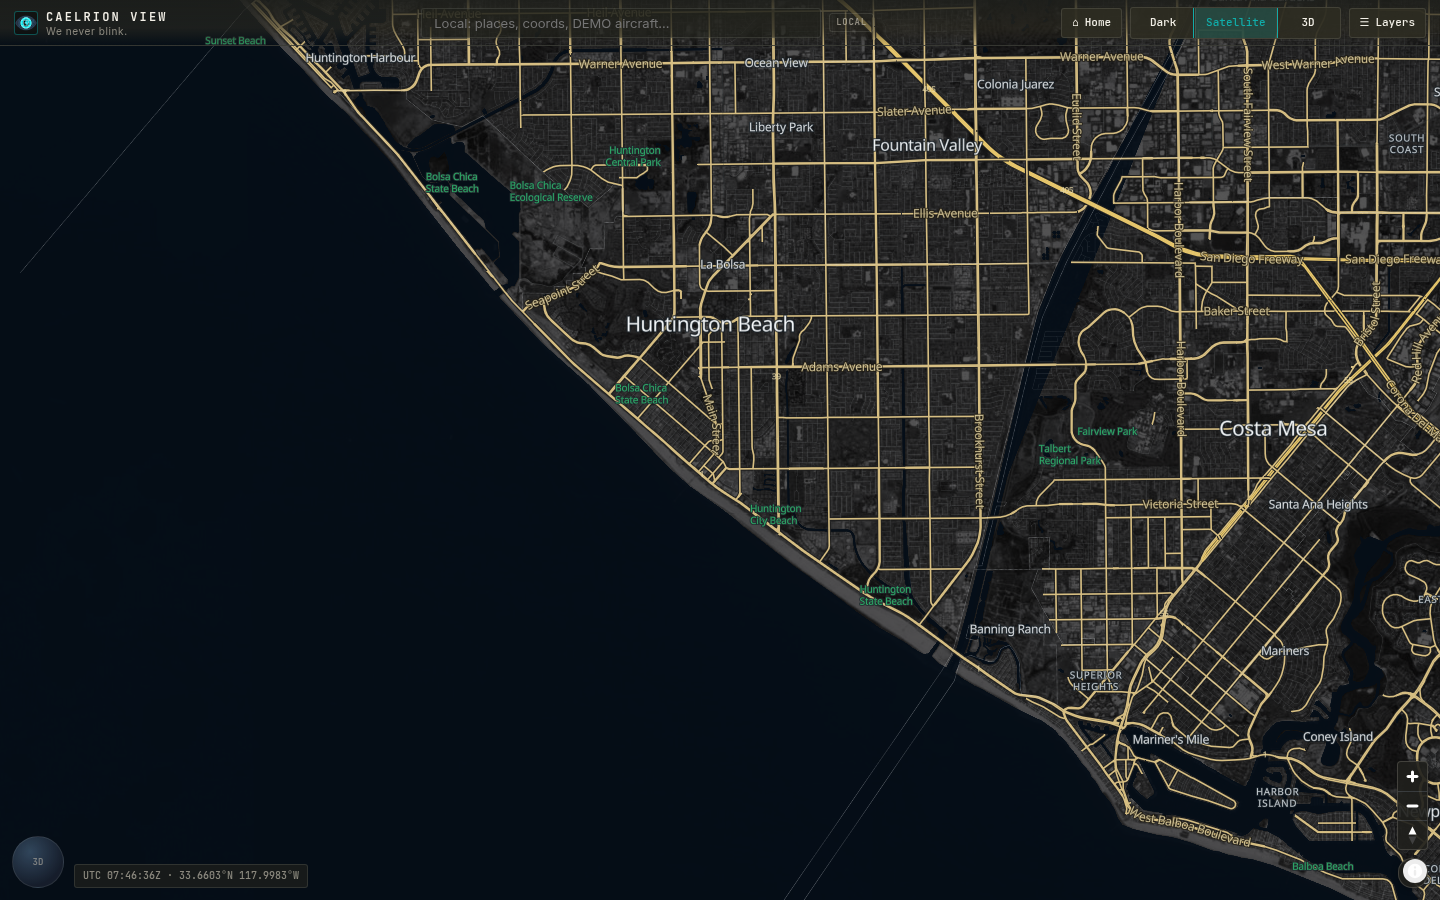 CAELRION VIEW
We never blink.
Local: places, coords, DEMO aircraft...
LOCAL
⌂ Home
Dark
Satellite
3D
☰ Layers
Sunset Beach
Huntington Harbour
Warner Avenue
Ocean View
Warner Avenue
West Warner Avenue
Colonia Juarez
405
Slater Avenue
Euclid Street
South Fairview Street
Liberty Park
Fountain Valley
SOUTH
COAST
Huntington
Central Park
Bolsa Chica
State Beach
Bolsa Chica
Ecological Reserve
405
Ellis Avenue
Harbor Boulevard
La Bolsa
San Diego Freeway
San Diego Freeway
Seapoint Street
Huntington Beach
Baker Street
Bristol Street
Adams Avenue
39
Harbor Boulevard
Bolsa Chica
State Beach
Main Street
Brookhurst Street
Fairview Park
Talbert
Regional Park
Costa Mesa
Huntington
City Beach
Victoria Street
Santa Ana Heights
Huntington
State Beach
Banning Ranch
Mariners
SUPERIOR
HEIGHTS
Mariner's Mile
Coney Island
HARBOR
ISLAND
West Balboa Boulevard
Balboa Beach
3D
UTC 07:46:36Z · 33.6603°N 117.9983°W